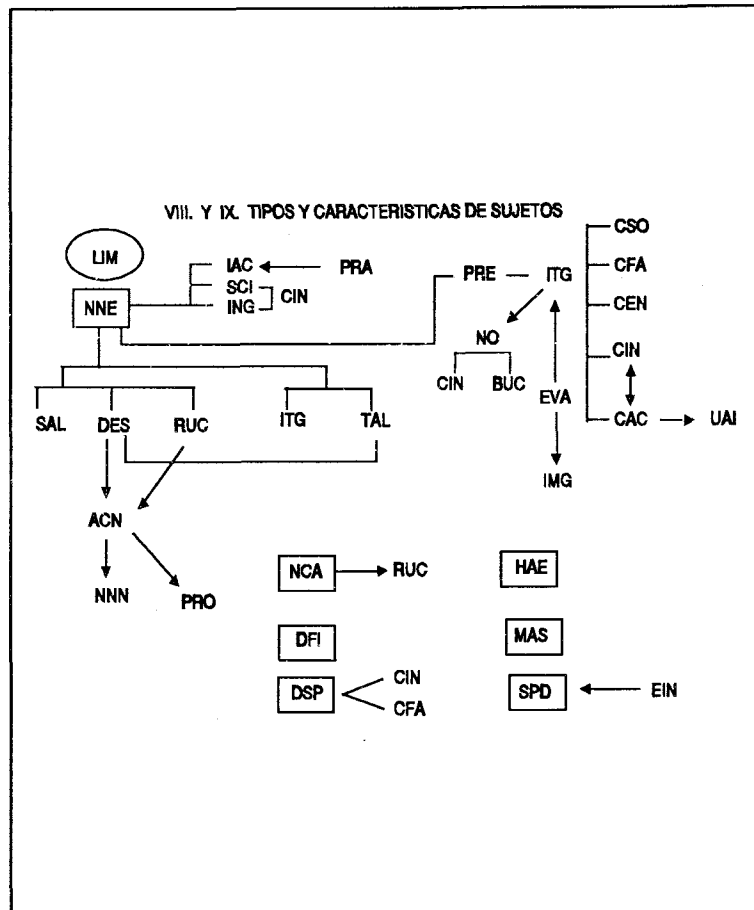 VIII. Y IX. TIPOS Y CARACTERISTICAS DE SUJETOS
CSO
LIM
IAC PRA PRE ITG CFA
SCI CIN
NNE ING CEN
NO
CIN BUC EVA CIN
SAL DES RUC ITG TAL CAC UAI
IMG
ACN
NCA RUC HAE
NNN PRO
DFI MAS
CIN
DSP SPD EIN
CFA